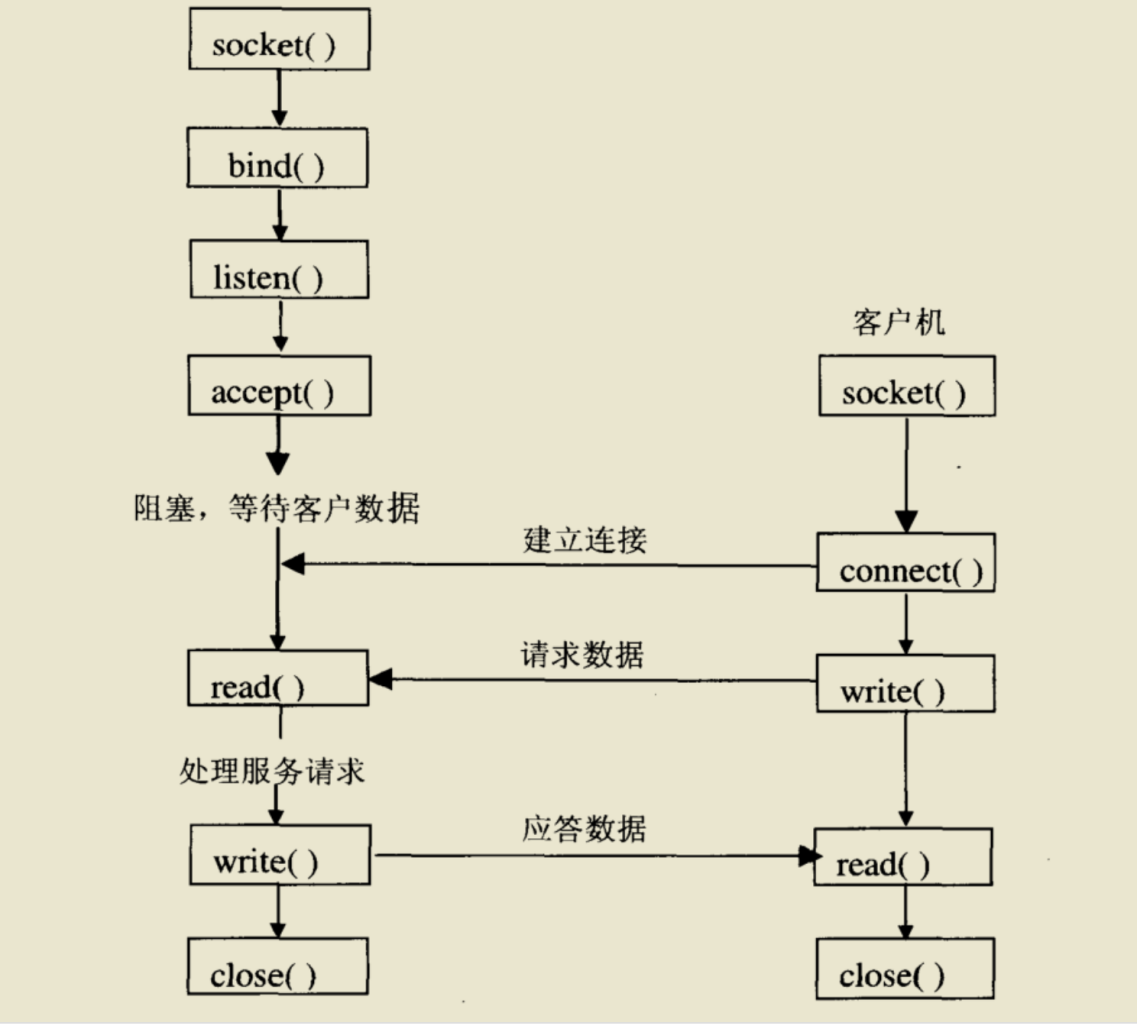 socket( )
bind( )
listen( )
accept( )
阻塞，等待客户数据
read( )
处理服务请求
write( )
close( )
建立连接
请求数据
应答数据
客户机
socket( )
connect( )
write( )
read( )
close( )